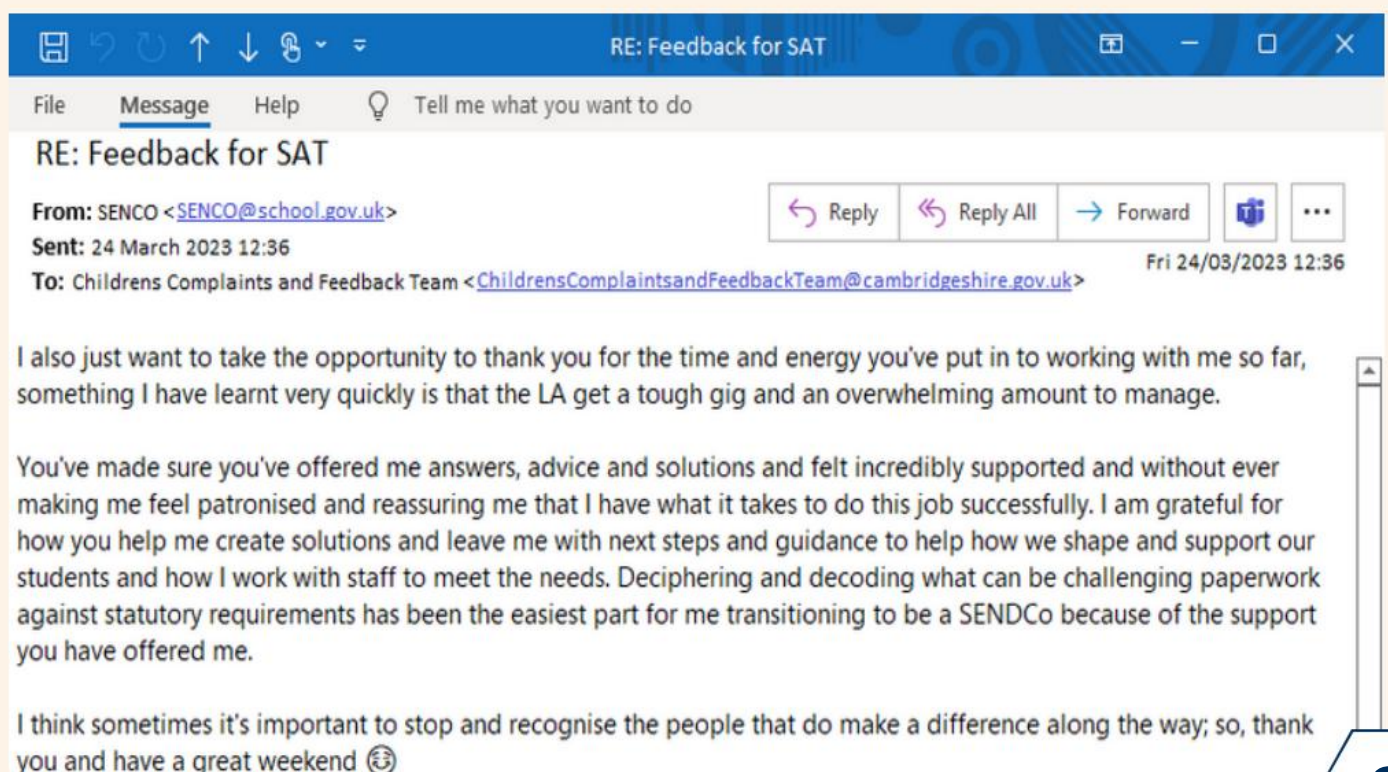 RE: Feedback for SAT
File Message Help Tell me what you want to do
RE: Feedback for SAT
From: SENCO <SENCO@school.gov.uk>
Reply Reply All Forward ...
Sent: 24 March 2023 12:36
Fri 24/03/2023 12:36
To: Childrens Complaints and Feedback Team <ChildrensComplaintsandFeedbackTeam@cambridgeshire.gov.uk>
I also just want to take the opportunity to thank you for the time and energy you've put in to working with me so far,
something I have learnt very quickly is that the LA get a tough gig and an overwhelming amount to manage.
You've made sure you've offered me answers, advice and solutions and felt incredibly supported and without ever
making me feel patronised and reassuring me that I have what it takes to do this job successfully. I am grateful for
how you help me create solutions and leave me with next steps and guidance to help how we shape and support our
students and how I work with staff to meet the needs. Deciphering and decoding what can be challenging paperwork
against statutory requirements has been the easiest part for me transitioning to be a SENDCo because of the support
you have offered me.
I think sometimes it's important to stop and recognise the people that do make a difference along the way; so, thank
you and have a great weekend 😊